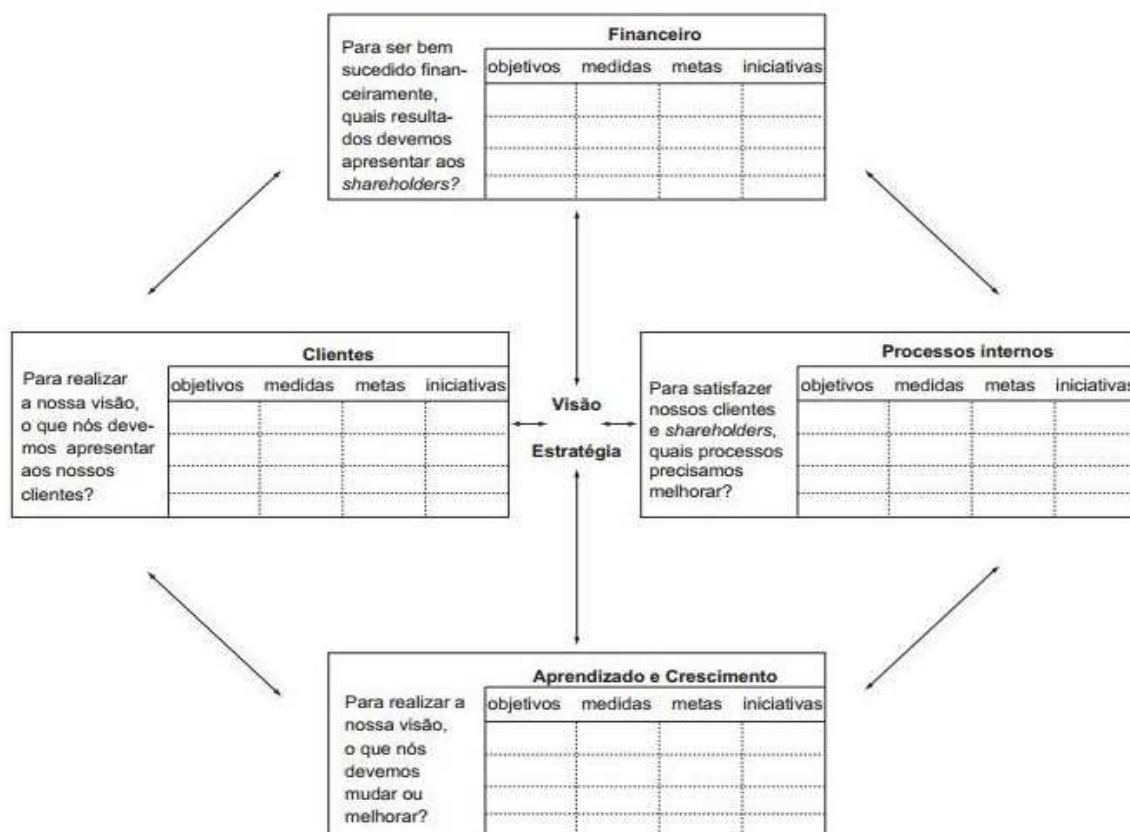 Financeiro
Para ser bem
sucedido finan-
ceiramente,
quais resulta-
dos devemos
apresentar aos
shareholders?
objetivos medidas metas iniciativas
Clientes
Para realizar
a nossa visão,
o que nós deve-
mos apresentar
aos nossos
clientes?
objetivos medidas metas iniciativas
Visão
Estratégia
Processos internos
Para satisfazer
nossos clientes
e shareholders,
quais processos
precisamos
melhorar?
objetivos medidas metas iniciativas
Aprendizado e Crescimento
Para realizar a
nossa visão,
o que nós
devemos
mudar ou
melhorar?
objetivos medidas metas iniciativas